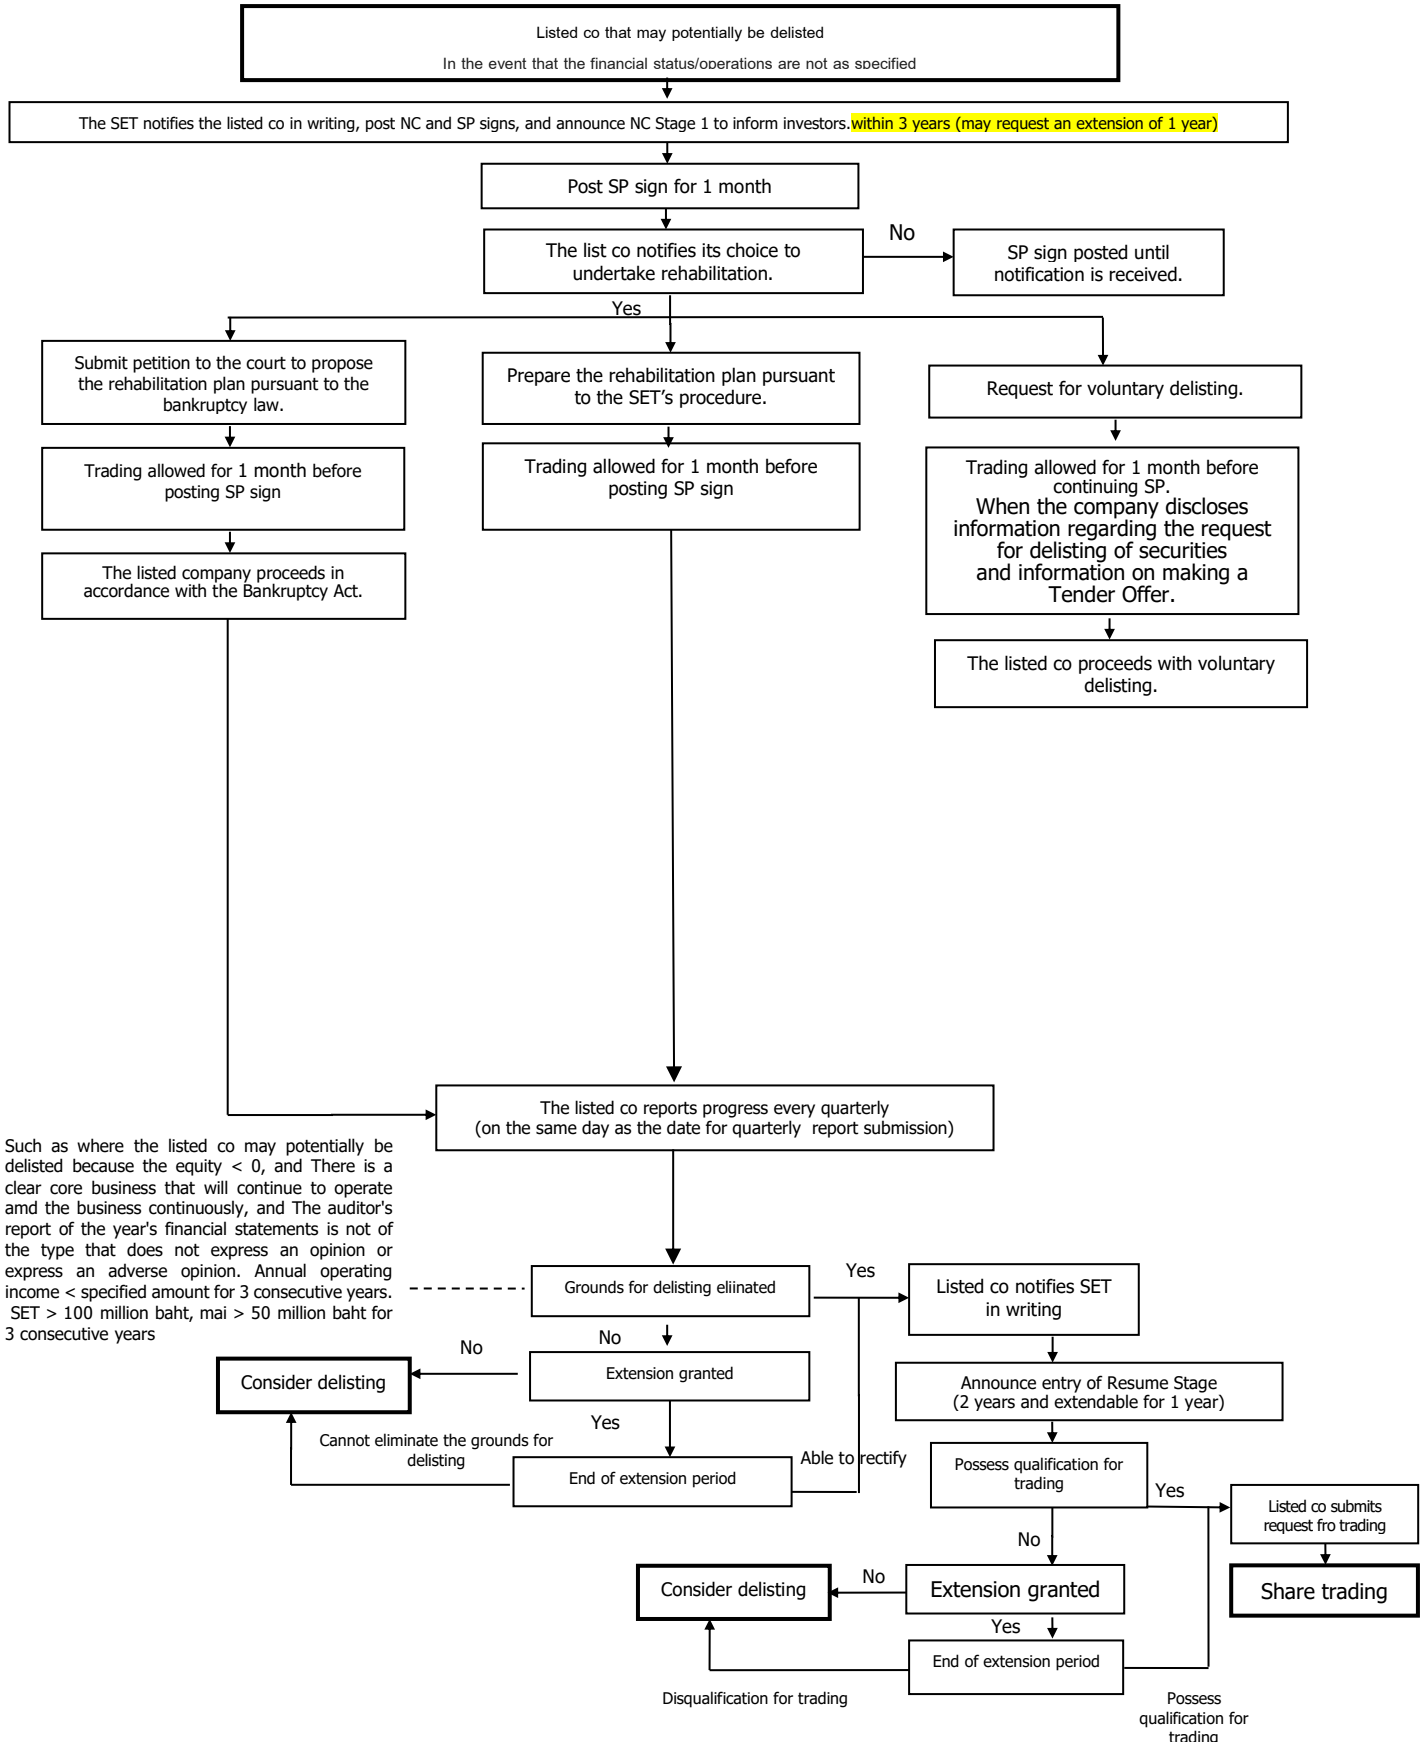 Listed co that may potentially be delisted
In the event that the financial status/operations are not as specified
The SET notifies the listed co in writing, post NC and SP signs, and announce NC Stage 1 to inform investors.within 3 years (may request an extension of 1 year)
Post SP sign for 1 month
The list co notifies its choice to
undertake rehabilitation.
No
SP sign posted until
notification is received.
Yes
Submit petition to the court to propose
the rehabilitation plan pursuant to the
bankruptcy law.
Prepare the rehabilitation plan pursuant
to the SET's procedure.
Request for voluntary delisting.
Trading allowed for 1 month before
posting SP sign
Trading allowed for 1 month before
posting SP sign
Trading allowed for 1 month before
continuing SP.
When the company discloses
information regarding the request
for delisting of securities
and information on making a
Tender Offer.
The listed company proceeds in
accordance with the Bankruptcy Act.
The listed co proceeds with voluntary
delisting.
The listed co reports progress every quarterly
(on the same day as the date for quarterly report submission)
Such as where the listed co may potentially be
delisted because the equity < 0, and There is a
clear core business that will continue to operate
amd the business continuously, and The auditor's
report of the year's financial statements is not of
the type that does not express an opinion or
express an adverse opinion. Annual operating
income < specified amount for 3 consecutive years.
SET > 100 million baht, mai > 50 million baht for
3 consecutive years
Grounds for delisting eliinated
Yes
Listed co notifies SET
in writing
No
No
Consider delisting
Extension granted
Announce entry of Resume Stage
(2 years and extendable for 1 year)
Yes
Cannot eliminate the grounds for
delisting
End of extension period
Able to rectify
Possess qualification for
trading
Yes
Listed co submits
request fro trading
No
Consider delisting
No
Extension granted
Share trading
Yes
End of extension period
Disqualification for trading
Possess
qualification for
trading